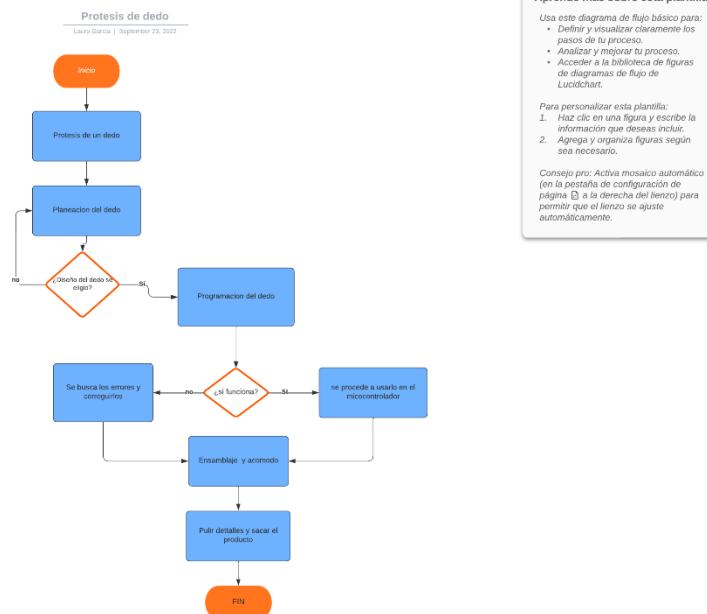 Protesis de dedo
Lauro Garcia | September 23, 2022
Inicio
Protesis de un dedo
Planeacion del dedo
no
¿Diseño del dedo se
eligio?
Si
Programacion del dedo
Se busca los errores y
correguirlos
no
¿si funciona?
Si
se procede a usarlo en el
micocontrolador
Ensamblaje y acomodo
Pulir dettalles y sacar el
producto
FIN
Aprende más sobre esta plantilla
Usa este diagrama de flujo básico para:
• Definir y visualizar claramente los
pasos de tu proceso.
• Analizar y mejorar tu proceso.
• Acceder a la biblioteca de figuras
de diagramas de flujo de
Lucidchart.
Para personalizar esta plantilla:
1. Haz clic en una figura y escribe la
información que deseas incluir.
2. Agrega y organiza figuras según
sea necesario.
Consejo pro: Activa mosaico automático
(en la pestaña de configuración de
página a la derecha del lienzo) para
permitir que el lienzo se ajuste
automáticamente.